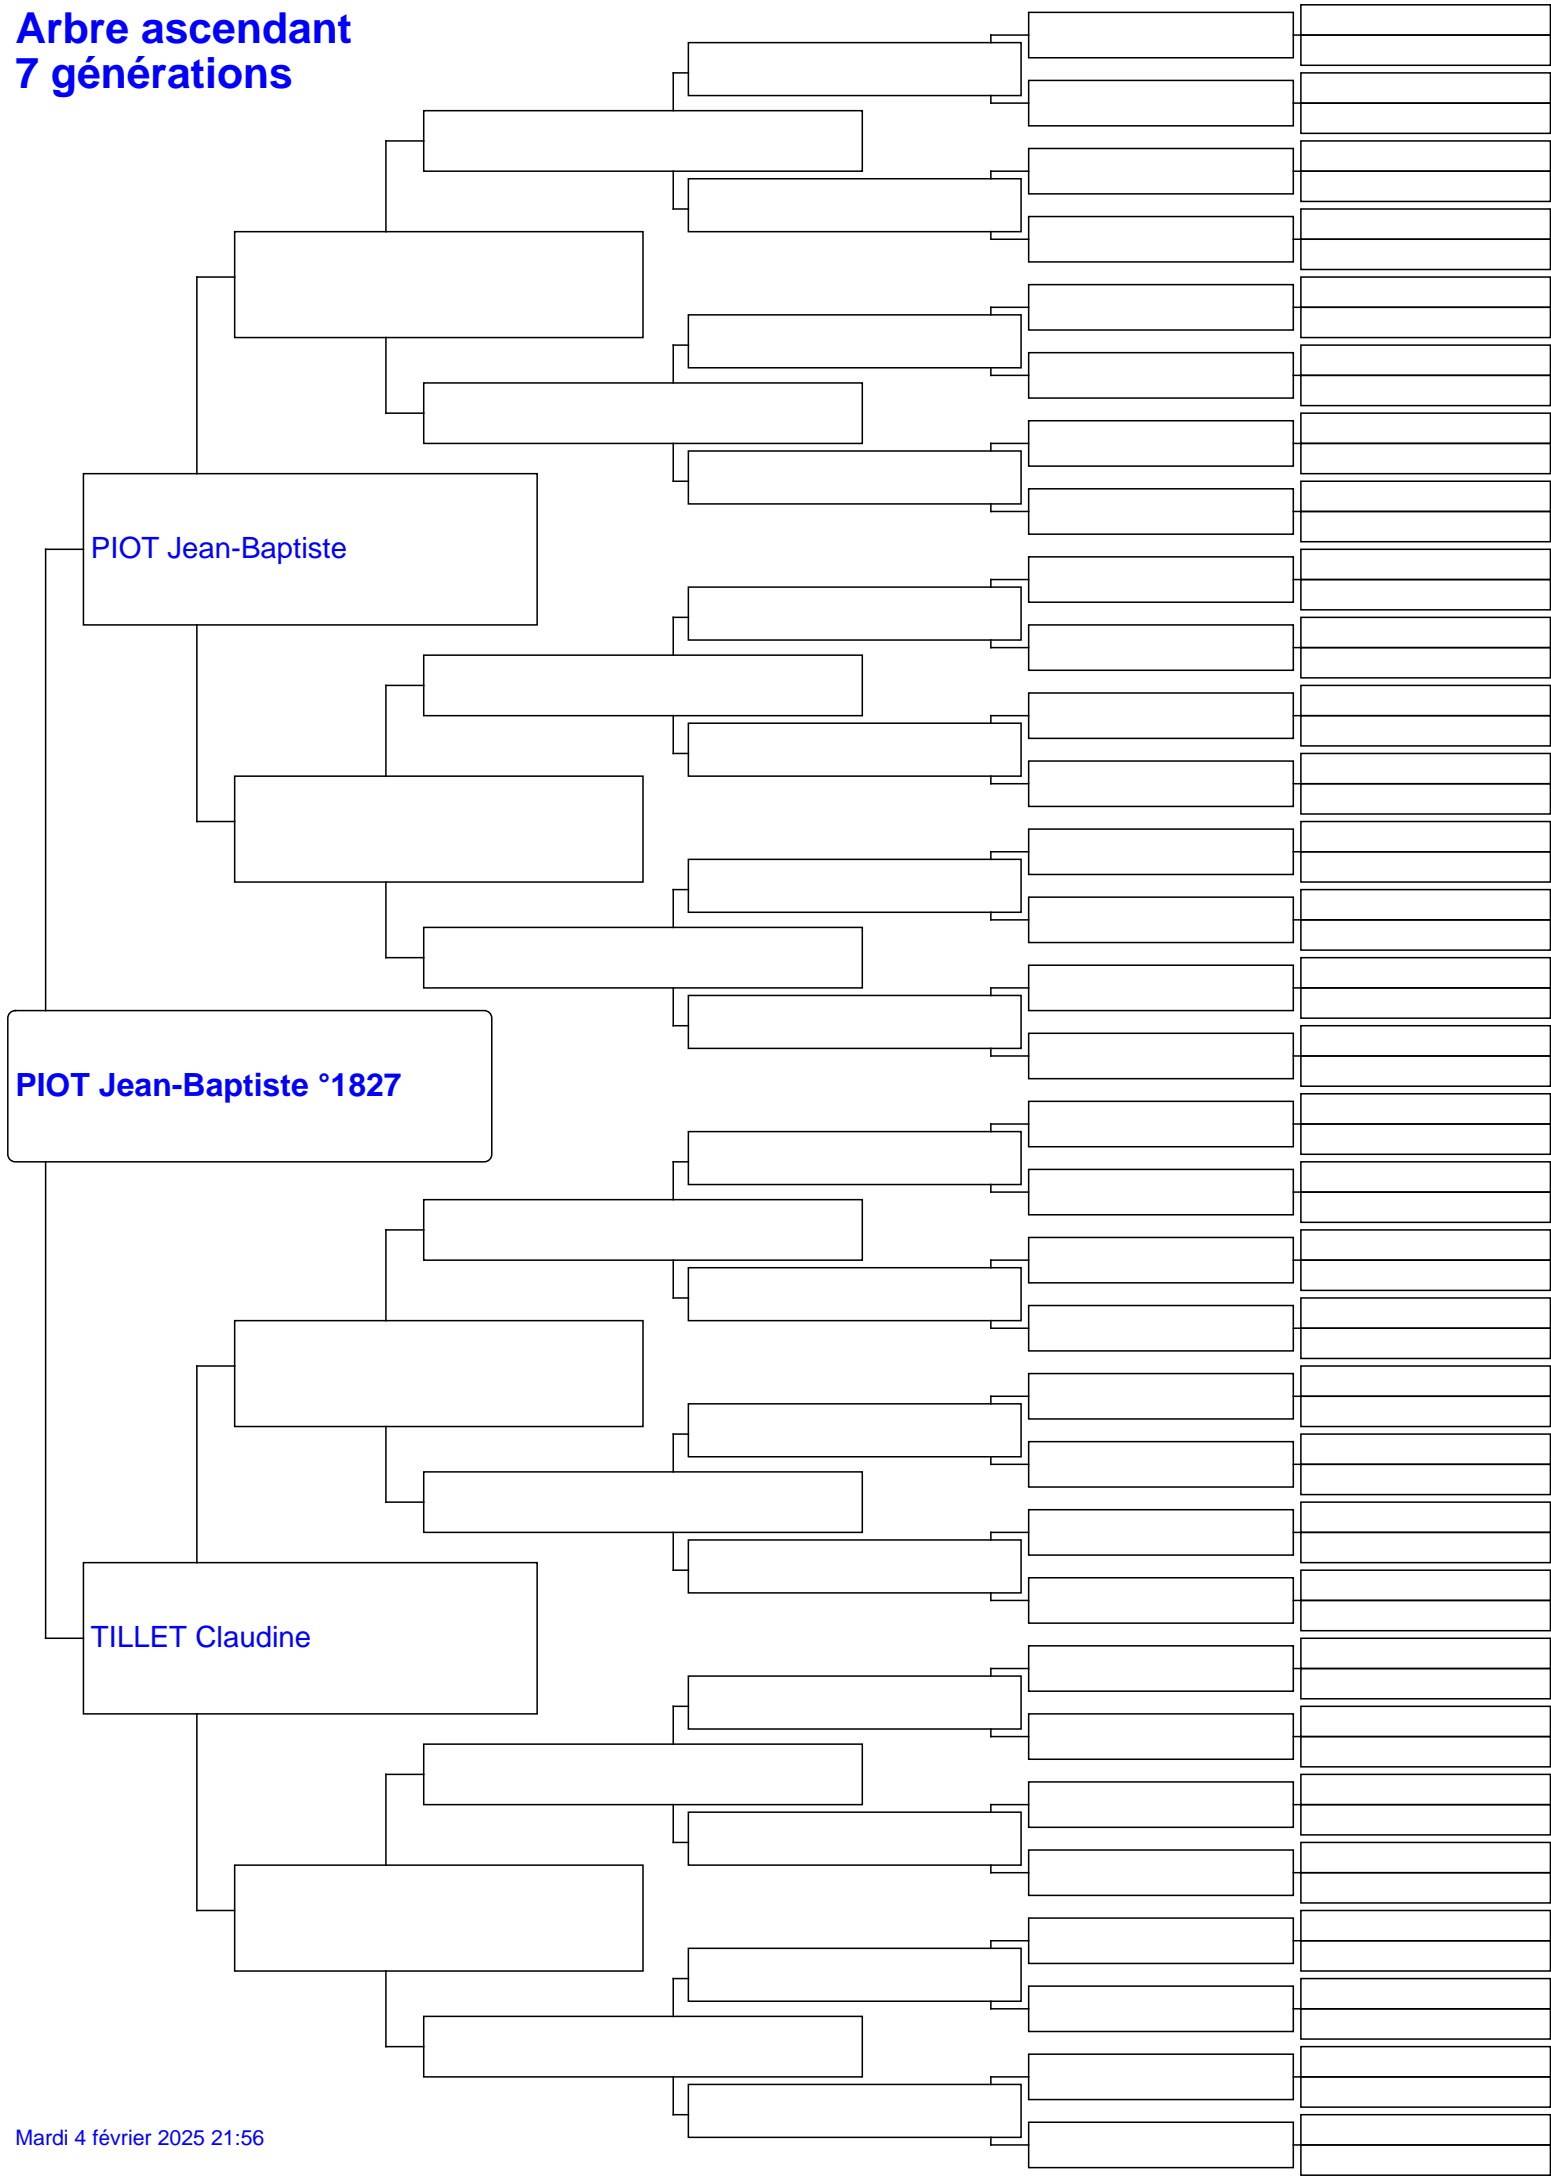 Arbre ascendant
7 générations
PIOT Jean-Baptiste
PIOT Jean-Baptiste °1827
TILLET Claudine
Mardi 4 février 2025 21:56